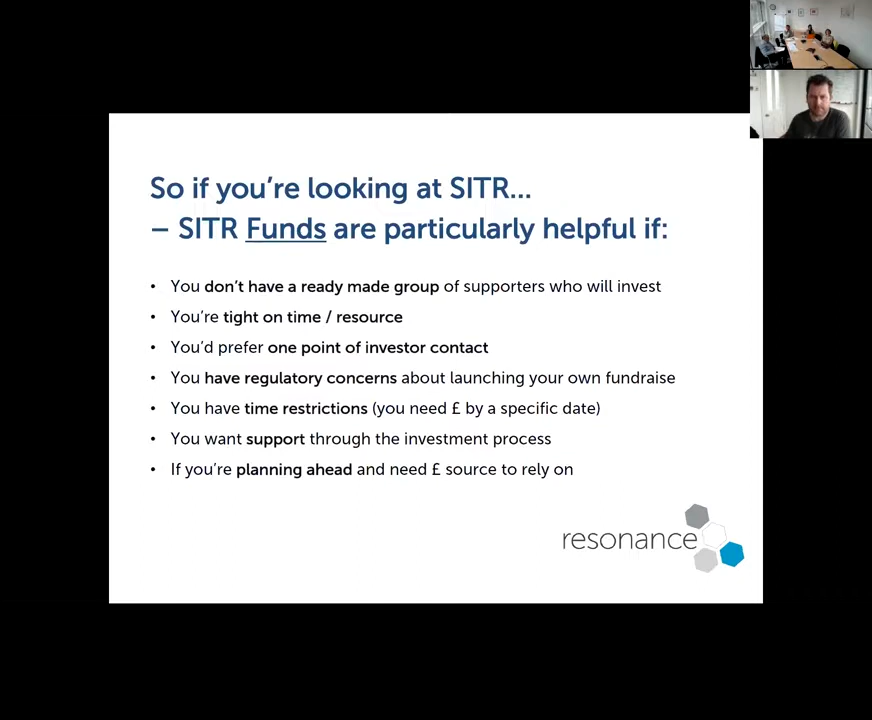 So if you're looking at SITR...
– SITR Funds are particularly helpful if:
• You don't have a ready made group of supporters who will invest
• You're tight on time / resource
• You'd prefer one point of investor contact
• You have regulatory concerns about launching your own fundraise
• You have time restrictions (you need £ by a specific date)
• You want support through the investment process
• If you're planning ahead and need £ source to rely on
resonance